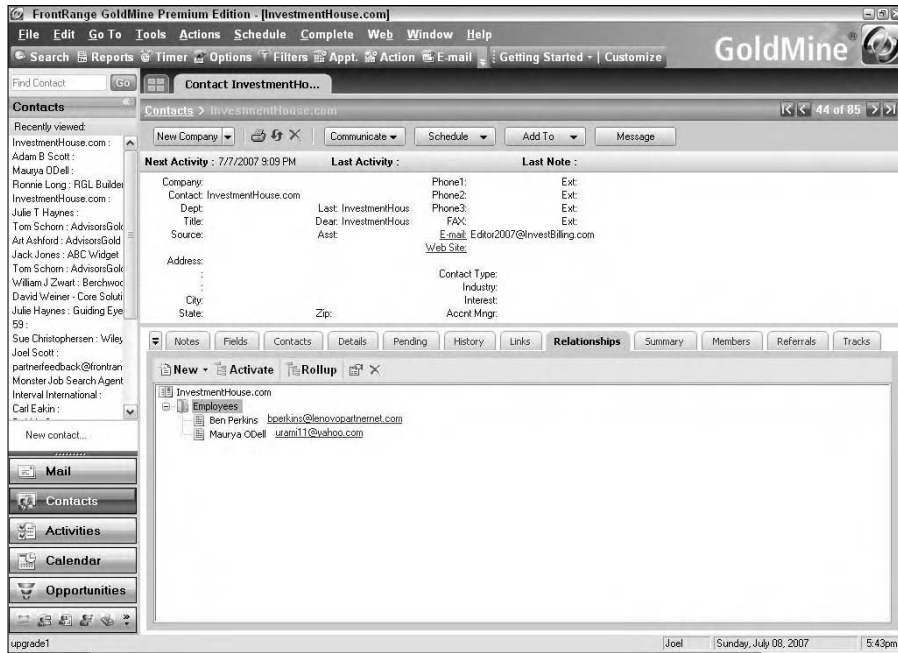 FrontRange GoldMine Premium Edition - [InvestmentHouse.com]
File Edit Go To Tools Actions Schedule Complete Web Window Help
Search Reports Timer Options Filters Appt. Action E-mail Getting Started - | Customize
GoldMine®
Find Contact Go
Contact InvestmentHo...
Contacts
Contacts > InvestmentHouse.com
44 of 85
Recently viewed:
InvestmentHouse.com :
Adam B Scott :
Maurya ODell :
Ronnie Long : RGL Builder
InvestmentHouse.com :
Julie T Haynes :
Tom Schorn : AdvisorsGold
Art Ashford : AdvisorsGold
Jack Jones : ABC Widget
Tom Schorn : AdvisorsGold
William J Zwart : Berchwoo
David Weiner - Core Soluti
Julie Haynes : Guiding Eye
59 :
Sue Christophersen : Wiley
Joel Scott :
partnerfeedback@frontran
Monster Job Search Agent
Interval International :
Carl Eakin :
New contact...
Mail
Contacts
Activities
Calendar
Opportunities
New Company Communicate Schedule Add To Message
Next Activity : 7/7/2007 9:09 PM Last Activity : Last Note :
Company: Phone1: Ext:
Contact: InvestmentHouse.com Phone2: Ext:
Dept: Last: InvestmentHous Phone3: Ext:
Title: Dear: InvestmentHous FAX: Ext:
Source: Asst: E-mail: Editor2007@InvestBilling.com
Web Site:
Address:
: Contact Type:
: Industry:
City: Interest:
State: Zip: Accnt Mngr:
Notes Fields Contacts Details Pending History Links Relationships Summary Members Referrals Tracks
New Activate Rollup
InvestmentHouse.com
Employees
Ben Perkins bperkins@lenovopartnernet.com
Maurya ODell urami11@yahoo.com
upgrade1 Joel Sunday, July 08, 2007 5:43pm